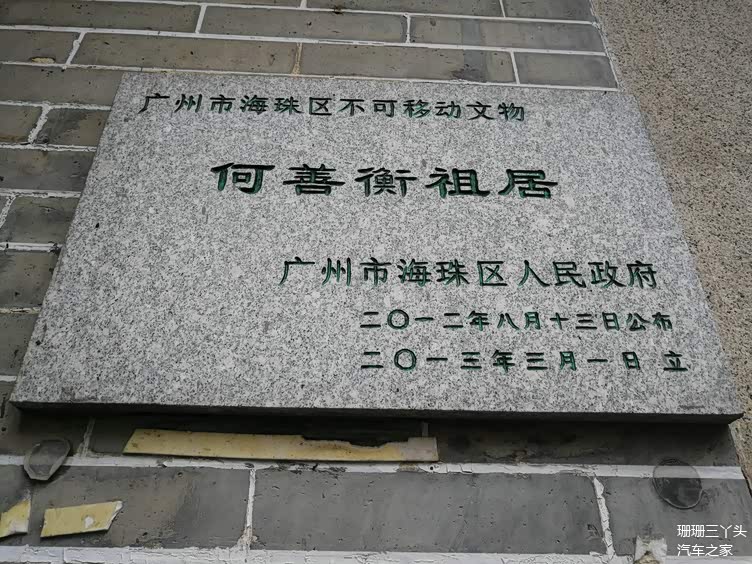 广州市海珠区不可移动文物
何善衡祖居
广州市海珠区人民政府
二〇一二年八月十三日公布
二〇一三年三月一日 立
珊珊三丫头
汽车之家